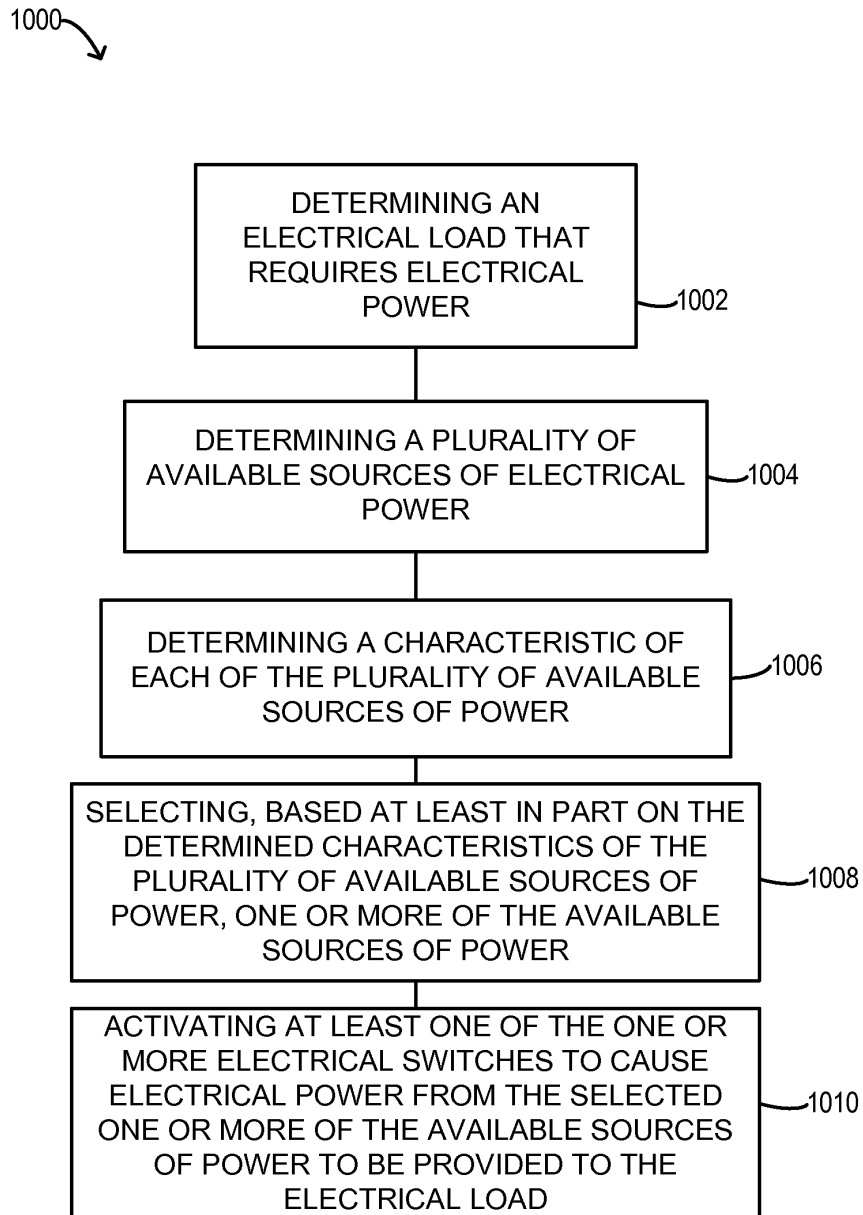 1000
DETERMINING AN
ELECTRICAL LOAD THAT
REQUIRES ELECTRICAL
POWER
1002
DETERMINING A PLURALITY OF
AVAILABLE SOURCES OF ELECTRICAL
POWER
1004
DETERMINING A CHARACTERISTIC OF
EACH OF THE PLURALITY OF AVAILABLE
SOURCES OF POWER
1006
SELECTING, BASED AT LEAST IN PART ON THE
DETERMINED CHARACTERISTICS OF THE
PLURALITY OF AVAILABLE SOURCES OF
POWER, ONE OR MORE OF THE AVAILABLE
SOURCES OF POWER
1008
ACTIVATING AT LEAST ONE OF THE ONE OR
MORE ELECTRICAL SWITCHES TO CAUSE
ELECTRICAL POWER FROM THE SELECTED
ONE OR MORE OF THE AVAILABLE SOURCES
OF POWER TO BE PROVIDED TO THE
ELECTRICAL LOAD
1010